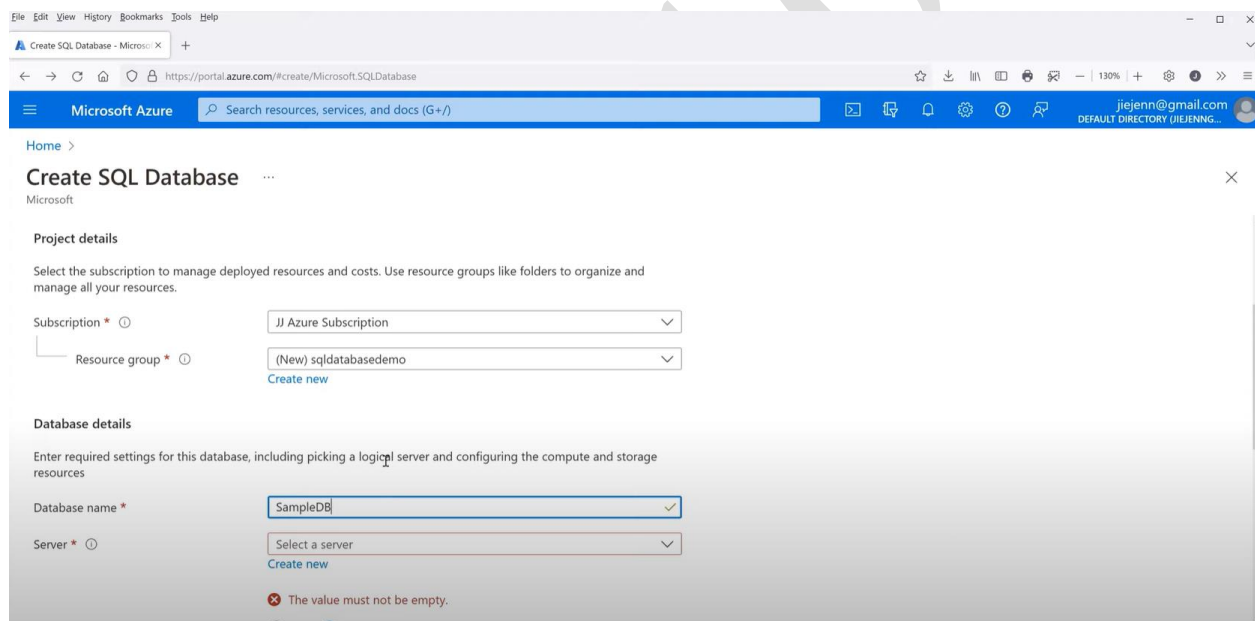 File Edit View History Bookmarks Tools Help
Create SQL Database - Microso
https://portal.azure.com/#create/Microsoft.SQLDatabase
130%
Microsoft Azure
Search resources, services, and docs (G+/)
jiejenn@gmail.com
DEFAULT DIRECTORY (JIEJENNG...
Home >
Create SQL Database ...
Microsoft
Project details
Select the subscription to manage deployed resources and costs. Use resource groups like folders to organize and
manage all your resources.
Subscription *
JJ Azure Subscription
Resource group *
(New) sqldatabasedemo
Create new
Database details
Enter required settings for this database, including picking a logical server and configuring the compute and storage
resources
Database name *
SampleDB
Server *
Select a server
Create new
The value must not be empty.